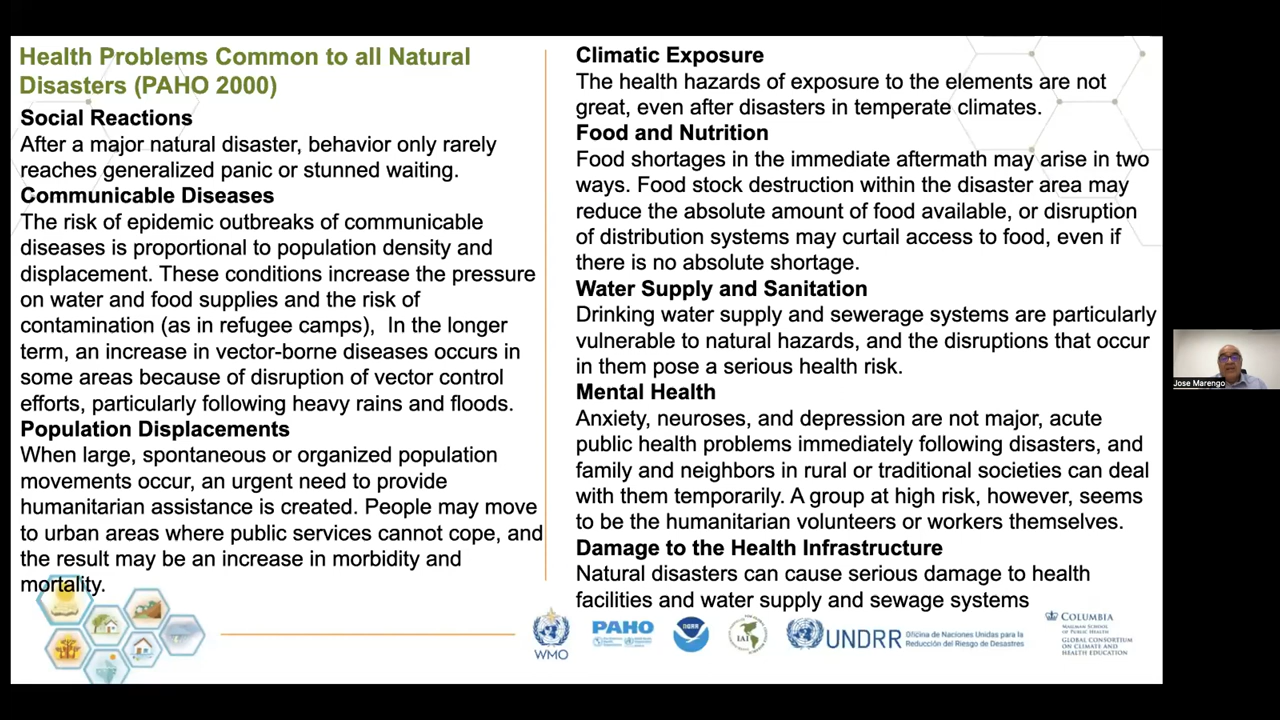 Health Problems Common to all Natural
Disasters (PAHO 2000)
Social Reactions
After a major natural disaster, behavior only rarely
reaches generalized panic or stunned waiting.
Communicable Diseases
The risk of epidemic outbreaks of communicable
diseases is proportional to population density and
displacement. These conditions increase the pressure
on water and food supplies and the risk of
contamination (as in refugee camps),  In the longer
term, an increase in vector-borne diseases occurs in
some areas because of disruption of vector control
efforts, particularly following heavy rains and floods.
Population Displacements
When large, spontaneous or organized population
movements occur, an urgent need to provide
humanitarian assistance is created. People may move
to urban areas where public services cannot cope, and
the result may be an increase in morbidity and
mortality.
Climatic Exposure
The health hazards of exposure to the elements are not
great, even after disasters in temperate climates.
Food and Nutrition
Food shortages in the immediate aftermath may arise in two
ways. Food stock destruction within the disaster area may
reduce the absolute amount of food available, or disruption
of distribution systems may curtail access to food, even if
there is no absolute shortage.
Water Supply and Sanitation
Drinking water supply and sewerage systems are particularly
vulnerable to natural hazards, and the disruptions that occur
in them pose a serious health risk.
Mental Health
Anxiety, neuroses, and depression are not major, acute
public health problems immediately following disasters, and
family and neighbors in rural or traditional societies can deal
with them temporarily. A group at high risk, however, seems
to be the humanitarian volunteers or workers themselves.
Damage to the Health Infrastructure
Natural disasters can cause serious damage to health
facilities and water supply and sewage systems
WMO
PAHO
NOAA
IAI
UNDRR
Oficina de Naciones Unidas para la
Reducción del Riesgo de Desastres
COLUMBIA
MAILMAN SCHOOL
OF PUBLIC HEALTH
GLOBAL CONSORTIUM
ON CLIMATE AND
HEALTH EDUCATION
Jose Marengo